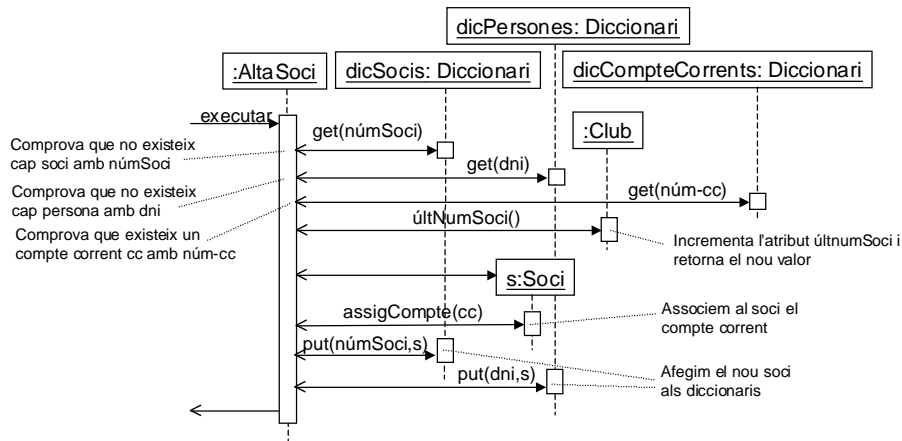 dicPersones: Diccionari
:AltaSoci
dicSocis: Diccionari
dicCompteCorrents: Diccionari
executar
:Club
get(númSoci)
Comprova que no existeix
cap soci amb númSoci
get(dni)
Comprova que no existeix
cap persona amb dni
get(núm-cc)
Comprova que existeix un
compte corrent cc amb núm-cc
últNumSoci()
Incrementa l'atribut últnumSoci i
retorna el nou valor
s:Soci
assigCompte(cc)
Associem al soci el
compte corrent
put(númSoci,s)
put(dni,s)
Afegim el nou soci
als diccionaris